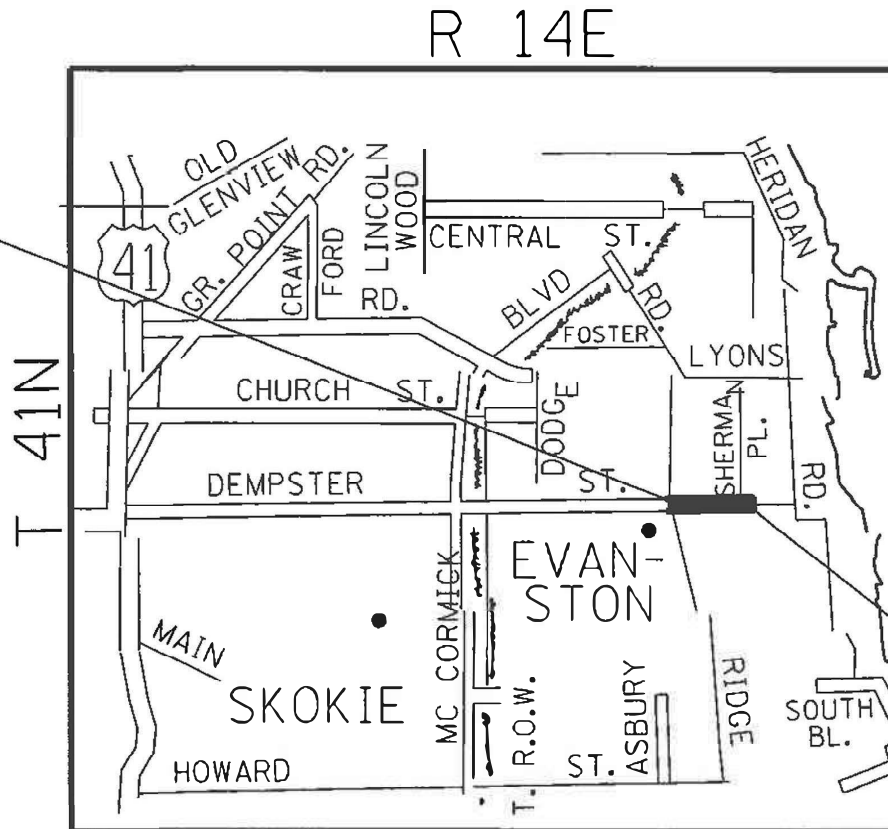 R 14E
OLD
GLENVIEW
GR. POINT RD.
LINCOLN
WOOD
HERIDAN
RD.
41
CRAW
FORD
RD.
CENTRAL ST.
BLVD
RD.
FOSTER
LYONS
T 41N
CHURCH ST.
DODGE
SHERMAN
PL.
DEMPSTER ST.
EVAN-
STON
MC CORMICK
MAIN
SKOKIE
R.O.W.
T.
ASBURY
RIDGE
SOUTH
BL.
HOWARD ST.